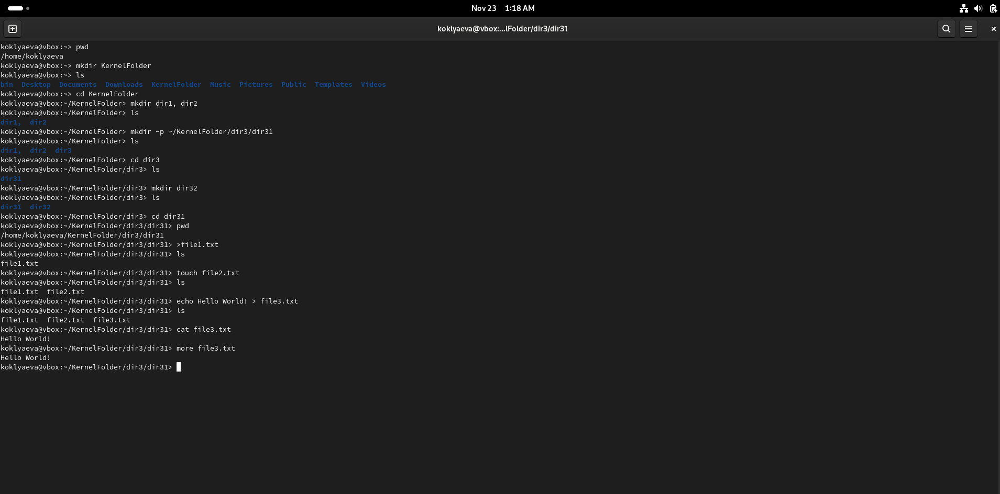 Nov 23 1:18 AM
koklyaeva@vbox:...lFolder/dir3/dir31
koklyaeva@vbox:~> pwd
/home/koklyaeva
koklyaeva@vbox:~> mkdir KernelFolder
koklyaeva@vbox:~> ls
bin  Desktop  Documents  Downloads  KernelFolder  Music  Pictures  Public  Templates  Videos
koklyaeva@vbox:~> cd KernelFolder
koklyaeva@vbox:~/KernelFolder> mkdir dir1, dir2
koklyaeva@vbox:~/KernelFolder> ls
dir1,  dir2
koklyaeva@vbox:~/KernelFolder> mkdir -p ~/KernelFolder/dir3/dir31
koklyaeva@vbox:~/KernelFolder> ls
dir1,  dir2  dir3
koklyaeva@vbox:~/KernelFolder> cd dir3
koklyaeva@vbox:~/KernelFolder/dir3> ls
dir31
koklyaeva@vbox:~/KernelFolder/dir3> mkdir dir32
koklyaeva@vbox:~/KernelFolder/dir3> ls
dir31  dir32
koklyaeva@vbox:~/KernelFolder/dir3> cd dir31
koklyaeva@vbox:~/KernelFolder/dir3/dir31> pwd
/home/koklyaeva/KernelFolder/dir3/dir31
koklyaeva@vbox:~/KernelFolder/dir3/dir31> >file1.txt
koklyaeva@vbox:~/KernelFolder/dir3/dir31> ls
file1.txt
koklyaeva@vbox:~/KernelFolder/dir3/dir31> touch file2.txt
koklyaeva@vbox:~/KernelFolder/dir3/dir31> ls
file1.txt  file2.txt
koklyaeva@vbox:~/KernelFolder/dir3/dir31> echo Hello World! > file3.txt
koklyaeva@vbox:~/KernelFolder/dir3/dir31> ls
file1.txt  file2.txt  file3.txt
koklyaeva@vbox:~/KernelFolder/dir3/dir31> cat file3.txt
Hello World!
koklyaeva@vbox:~/KernelFolder/dir3/dir31> more file3.txt
Hello World!
koklyaeva@vbox:~/KernelFolder/dir3/dir31>